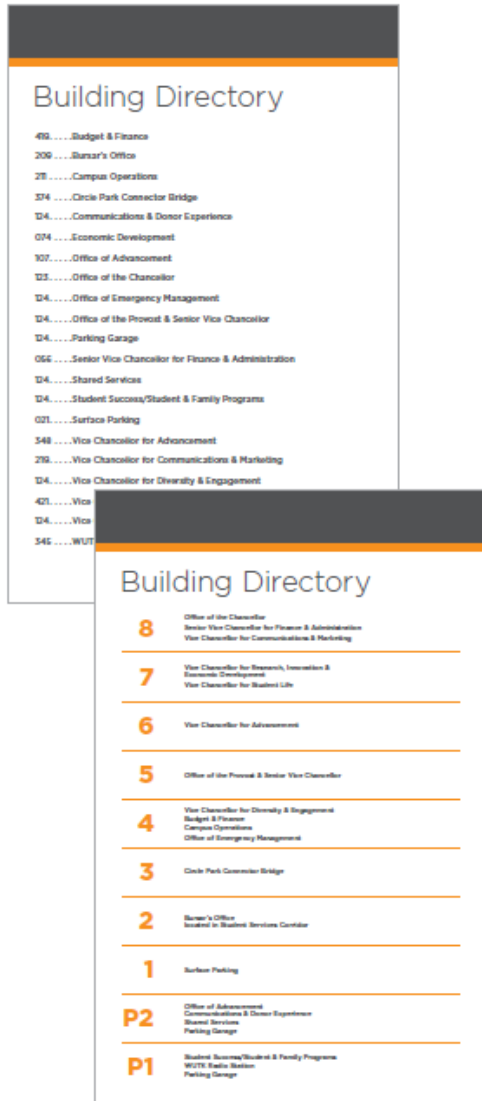 Building Directory
419.....Budget & Finance
209 ....Bursar's Office
211 .....Campus Operations
374 ....Circle Park Connector Bridge
124.....Communications & Donor Experience
074 ....Economic Development
107.....Office of Advancement
123.....Office of the Chancellor
124.....Office of Emergency Management
124.....Office of the Provost & Senior Vice Chancellor
124.....Parking Garage
056 ....Senior Vice Chancellor for Finance & Administration
124.....Shared Services
124.....Student Success/Student & Family Programs
021.....Surface Parking
348 ....Vice Chancellor for Advancement
219.....Vice Chancellor for Communications & Marketing
124.....Vice Chancellor for Diversity & Engagement
421.....Vice
124.....Vice
345 ....WUT
Building Directory
8
Office of the Chancellor
Senior Vice Chancellor for Finance & Administration
Vice Chancellor for Communications & Marketing
7
Vice Chancellor for Research, Innovation &
Economic Development
Vice Chancellor for Student Life
6
Vice Chancellor for Advancement
5
Office of the Provost & Senior Vice Chancellor
4
Vice Chancellor for Diversity & Engagement
Budget & Finance
Campus Operations
Office of Emergency Management
3
Circle Park Connector Bridge
2
Bursar's Office
located in Student Services Corridor
1
Surface Parking
P2
Office of Advancement
Communications & Donor Experience
Shared Services
Parking Garage
P1
Student Success/Student & Family Programs
WUTK Radio Station
Parking Garage